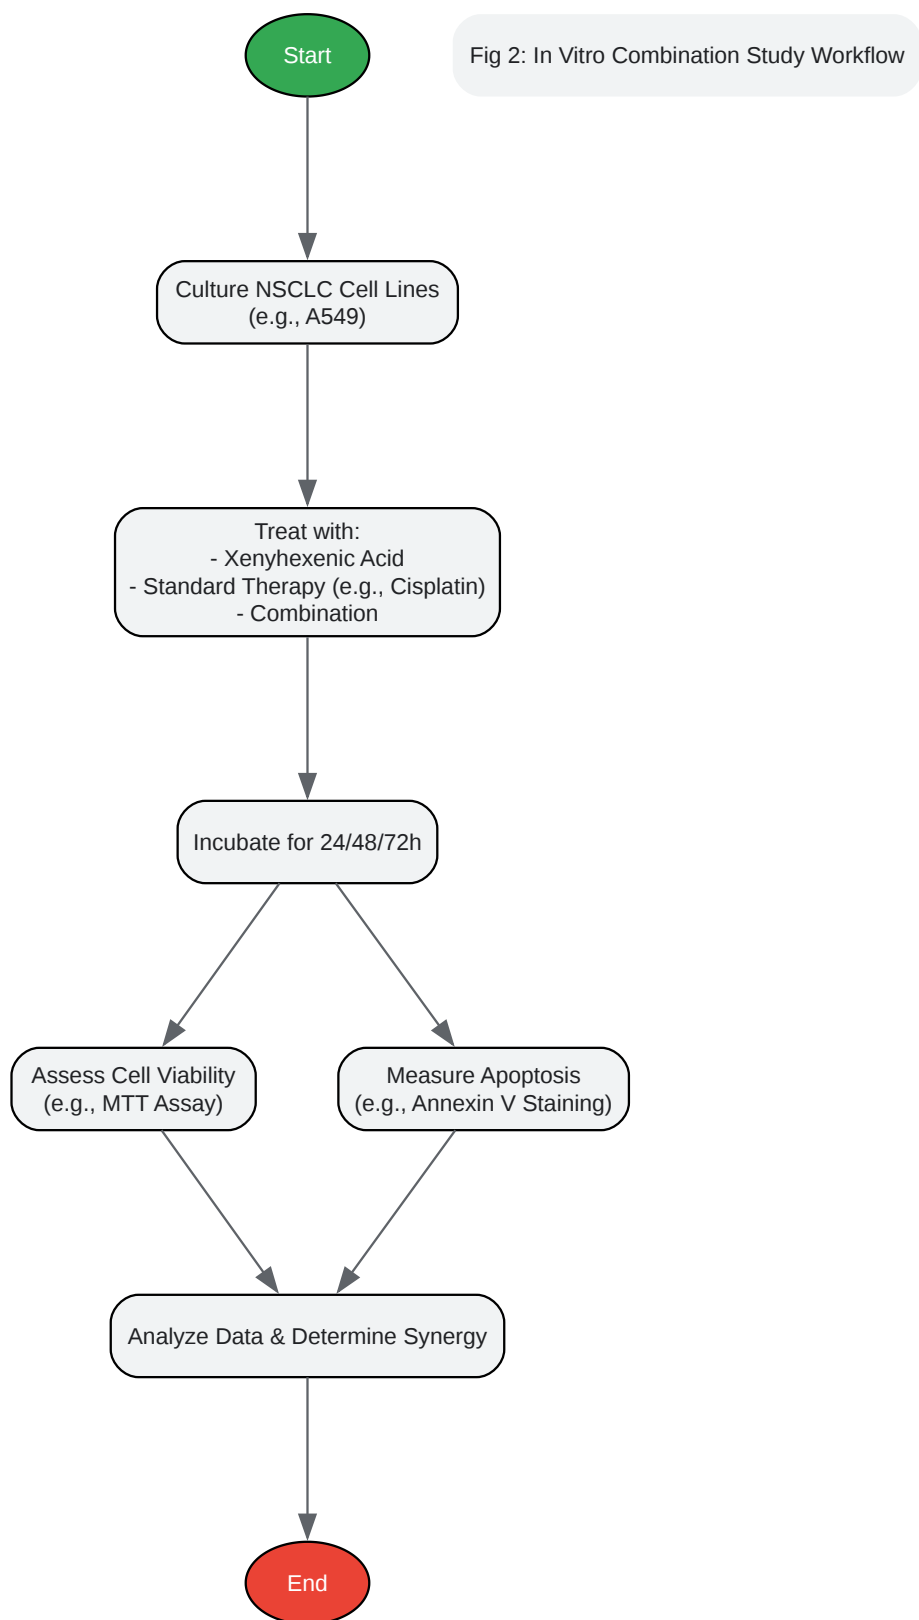 Start
Fig 2: In Vitro Combination Study Workflow
Culture NSCLC Cell Lines
(e.g., A549)
Treat with:
- Xenyhexenic Acid
- Standard Therapy (e.g., Cisplatin)
- Combination
Incubate for 24/48/72h
Assess Cell Viability
(e.g., MTT Assay)
Measure Apoptosis
(e.g., Annexin V Staining)
Analyze Data & Determine Synergy
End